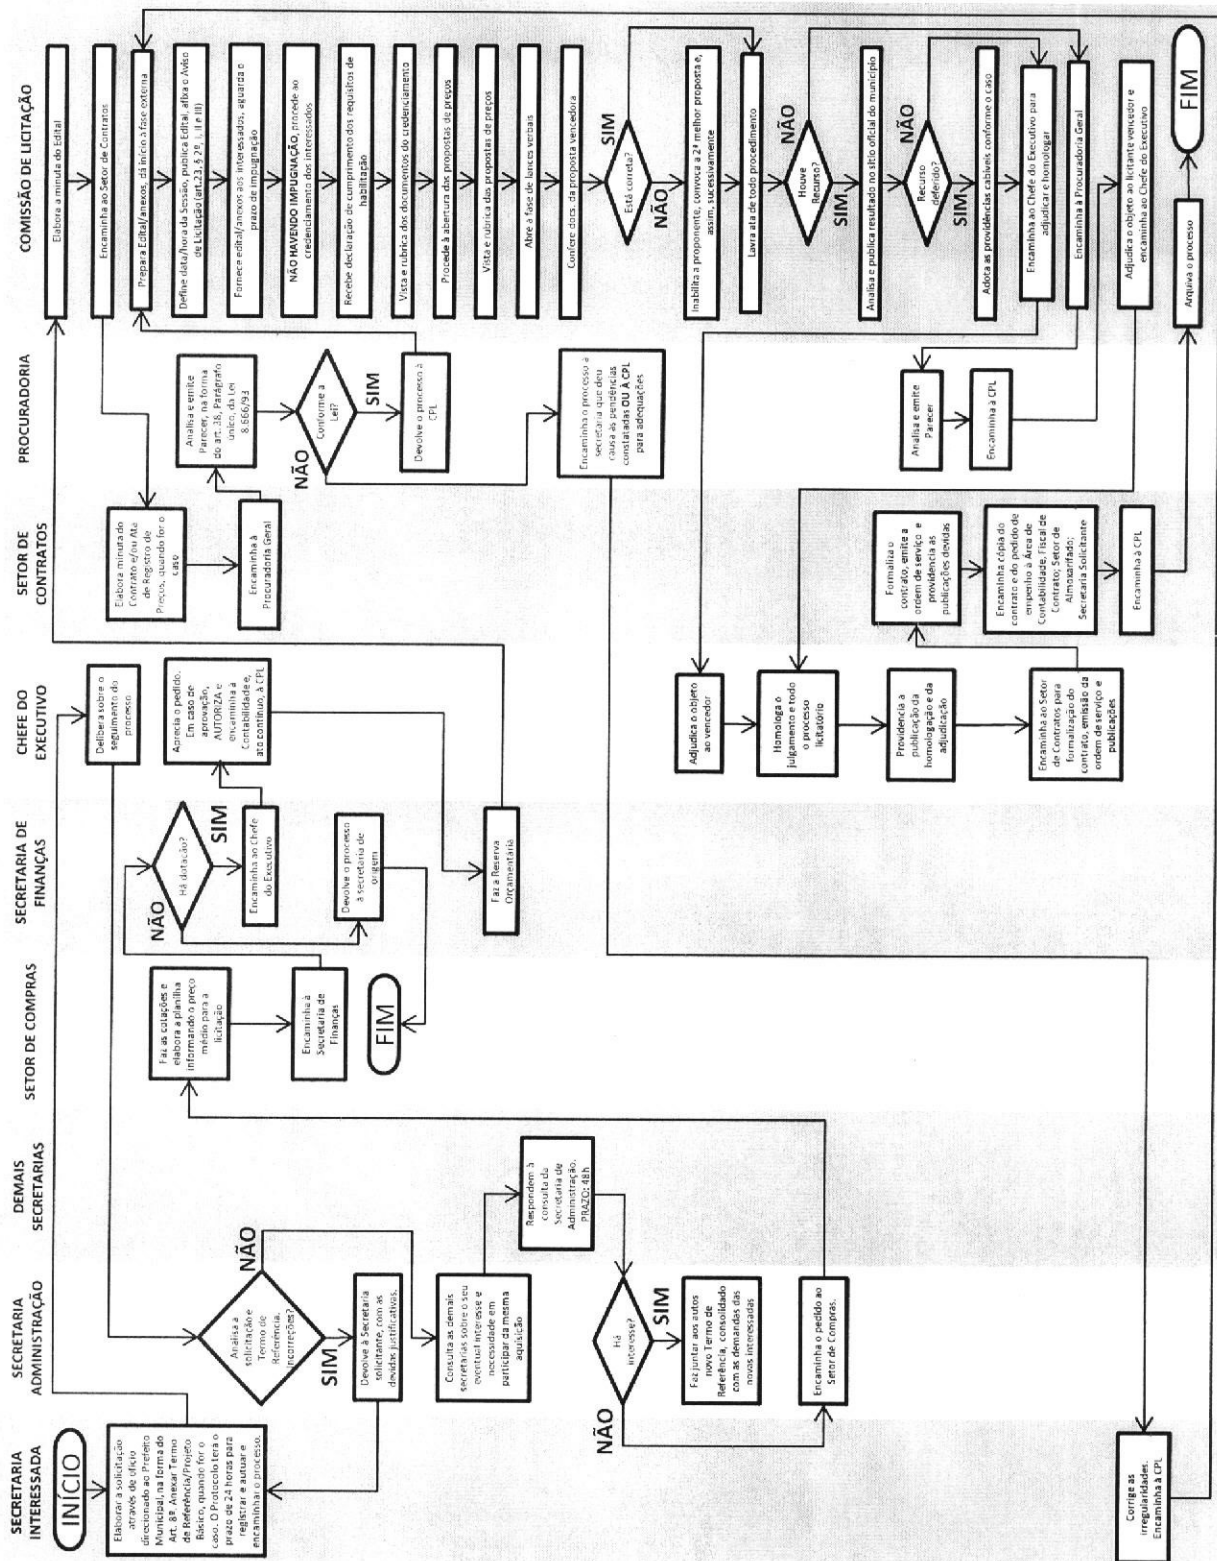 SECRETARIA
INTERESSADA
INÍCIO
Elaborar a solicitação
através de ofício
direcionado ao Prefeito
Municipal, na forma do
Art. 8º. Anexar Termo
de Referência/Projeto
Básico, quando for o
caso. O Protocolo terá o
prazo de 24 horas para
registrar e autuar e
encaminhar o processo.
Corrige as
irregularidades.
Encaminha à CPL
SECRETARIA
ADMINISTRAÇÃO
Analisa a
solicitação e
Termo de
Referência.
Incorreções?
SIM
NÃO
Devolve à Secretaria
solicitante, com as
devidas justificativas.
Consulta as demais
secretarias sobre o seu
eventual interesse e
necessidade em
participar da mesma
aquisição
Há
interesse?
NÃO
SIM
Faz juntar aos autos
novo Termo de
Referência, consolidado
com as demandas das
novas interessadas
Encaminha o pedido ao
Setor de Compras.
DEMAIS
SECRETARIAS
Respondem à
consulta da
Secretaria de
Administração.
PRAZO: 48h
SETOR DE COMPRAS
Faz as cotações e
elabora a planilha
informando o preço
médio para a
licitação
Encaminha à
Secretaria de
Finanças
FIM
SECRETARIA DE
FINANÇAS
Há dotação?
NÃO
SIM
Encaminha ao Chefe
do Executivo
Devolve o processo
à secretaria de
origem
Faz a Reserva
Orçamentária
CHEFE DO
EXECUTIVO
Delibera sobre o
seguimento do
processo
Aprecia o pedido.
Em caso de
aprovação,
AUTORIZA e
encaminha à
Contabilidade e,
ato contínuo, à CPL
Adjudica o objeto
ao vencedor
Homologa o
julgamento e todo
o processo
licitatório
Providencia a
publicação da
homologação e da
adjudicação
Encaminha ao Setor
de Contratos para
formalização do
contrato, emissão da
ordem de serviço e
publicações
SETOR DE
CONTRATOS
Elabora minuta do
Contrato e/ou Ata
de Registro de
Preços, quando for o
caso
Encaminha à
Procuradoria Geral
Formaliza o
contrato, emite a
ordem de serviço e
providencia as
publicações devidas
Encaminha cópia do
contrato e do pedido de
empenho à Área de
Contabilidade, Fiscal de
Contrato; Setor de
Almoxarifado;
Secretaria Solicitante
Encaminha à CPL
PROCURADORIA
Analisa e emite
Parecer, na forma
do art. 38, Parágrafo
único, da Lei
8.666/93
Conforme a
Lei?
NÃO
SIM
Devolve o processo à
CPL
Encaminha o processo à
secretaria que deu
causa às pendências
constatadas OU À CPL
para adequações
Analisa e emite
Parecer
Encaminha à CPL
COMISSÃO DE LICITAÇÃO
Elabora a minuta do Edital
Encaminha ao Setor de Contratos
Prepara Edital/anexos, dá início à fase externa
Define data/hora da Sessão, publica Edital, afixa o Aviso
de Licitação (art.23, § 2º, I, II e III)
Fornece edital/anexos aos interessados, aguarda o
prazo de impugnação
NÃO HAVENDO IMPUGNAÇÃO, procede ao
credenciamento dos interessados
Recebe declaração de cumprimento dos requisitos de
habilitação
Vista e rubrica dos documentos do credenciamento
Procede à abertura das propostas de preços
Vista e rubrica das propostas de preços
Abre a fase de lances verbais
Confere docs. da proposta vencedora
Está correta?
SIM
NÃO
Inabilita a proponente, convoca a 2ª melhor proposta e,
assim, sucessivamente
Lavra ata de todo procedimento
Houve
Recurso?
NÃO
SIM
Analisa e publica resultado no sítio oficial do município
Recurso
deferido?
NÃO
SIM
Adota as providências cabíveis conforme o caso
Encaminha ao Chefe do Executivo para
adjudicar e homologar
Encaminha à Procuradoria Geral
Adjudica o objeto ao licitante vencedor e
encaminha ao Chefe do Executivo
Arquiva o processo
FIM